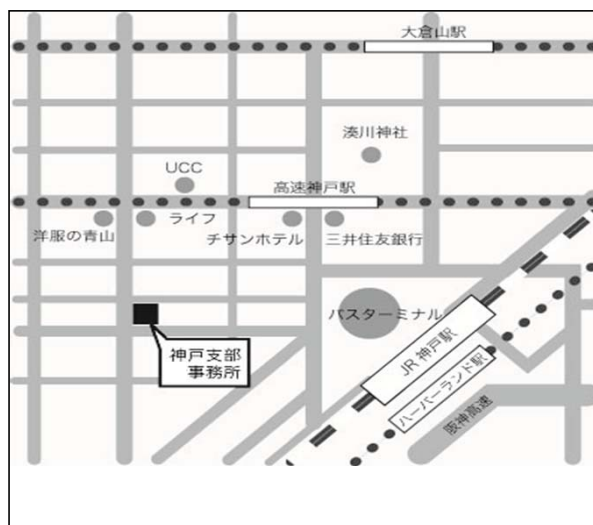 大倉山駅
湊川神社
UCC
高速神戸駅
洋服の青山
ライフ
チサンホテル
三井住友銀行
バスターミナル
神戸支部
事務所
JR 神戸駅
ハーバーランド駅
阪神高速